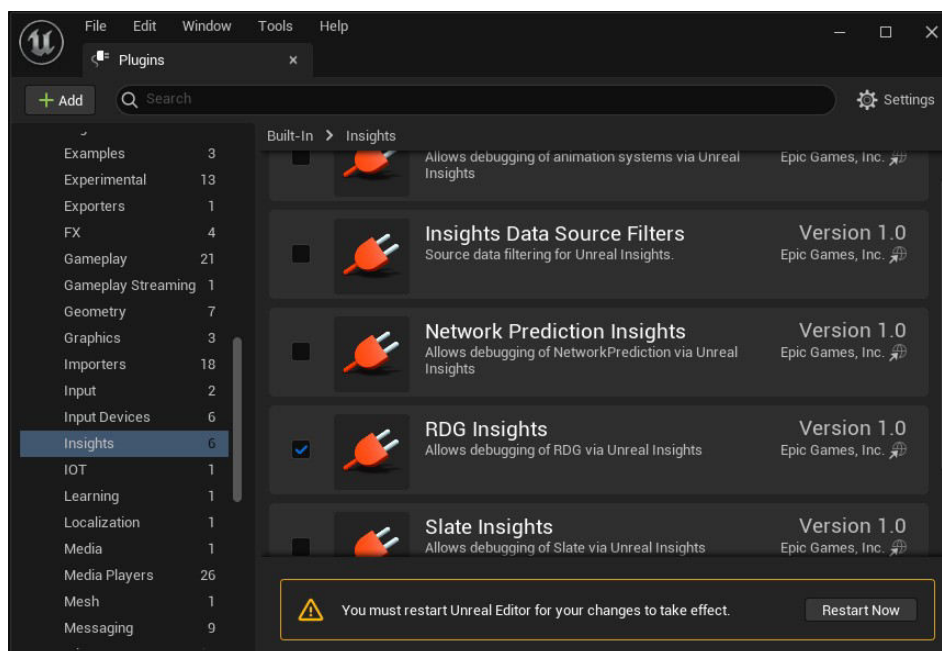 File Edit Window Tools Help
Plugins
Add
Search
Settings
Built-In > Insights
Examples 3
Experimental 13
Exporters 1
FX 4
Gameplay 21
Gameplay Streaming 1
Geometry 7
Graphics 3
Importers 18
Input 2
Input Devices 6
Insights 6
IOT 1
Learning 1
Localization 1
Media 1
Media Players 26
Mesh 1
Messaging 9
Allows debugging of animation systems via Unreal
Insights
Epic Games, Inc.
Insights Data Source Filters
Source data filtering for Unreal Insights.
Version 1.0
Epic Games, Inc.
Network Prediction Insights
Allows debugging of NetworkPrediction via Unreal
Insights
Version 1.0
Epic Games, Inc.
RDG Insights
Allows debugging of RDG via Unreal Insights
Version 1.0
Epic Games, Inc.
Slate Insights
Allows debugging of Slate via Unreal Insights
Version 1.0
Epic Games, Inc.
You must restart Unreal Editor for your changes to take effect.
Restart Now